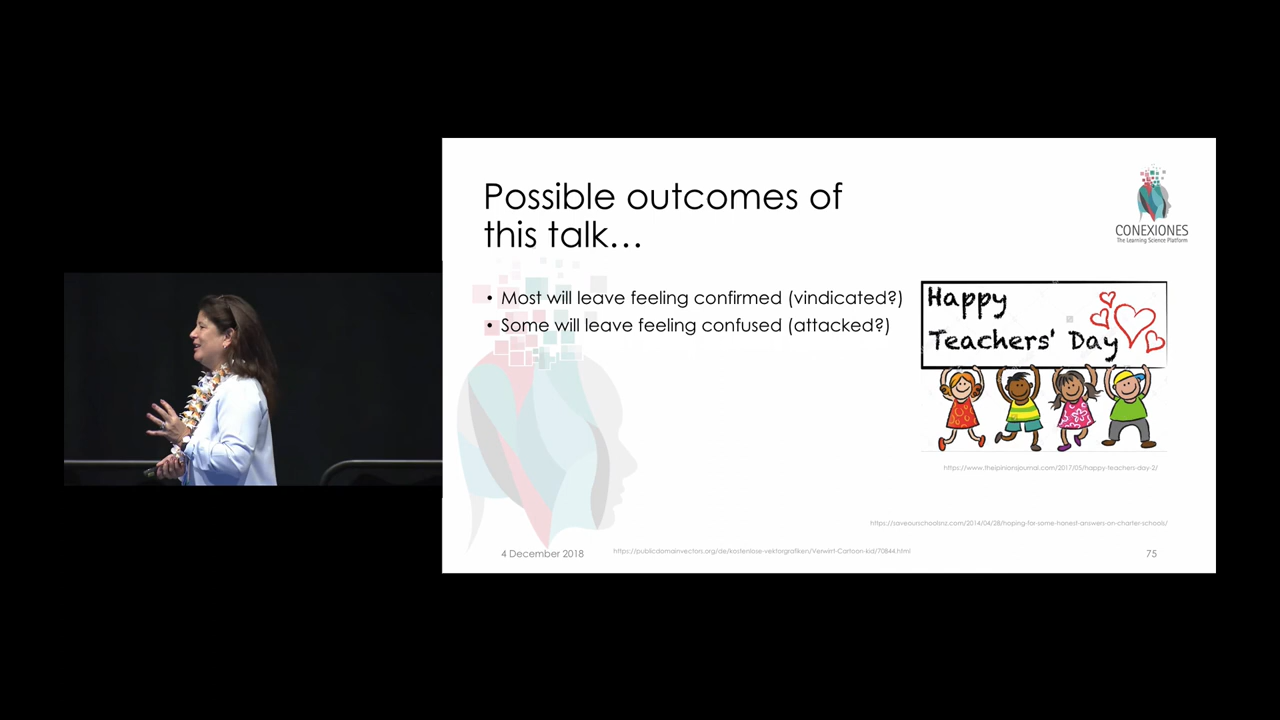 Possible outcomes of
this talk…
CONEXIONES
The Learning Science Platform
• Most will leave feeling confirmed (vindicated?)
• Some will leave feeling confused (attacked?)
Happy
Teachers' Day
https://www.theipinionsjournal.com/2017/05/happy-teachers-day-2/
https://saveourschoolsnz.com/2014/04/28/hoping-for-some-honest-answers-on-charter-schools/
4 December 2018
https://publicdomainvectors.org/de/kostenlose-vektorgrafiken/Verwirrt-Cartoon-kid/70844.html
75